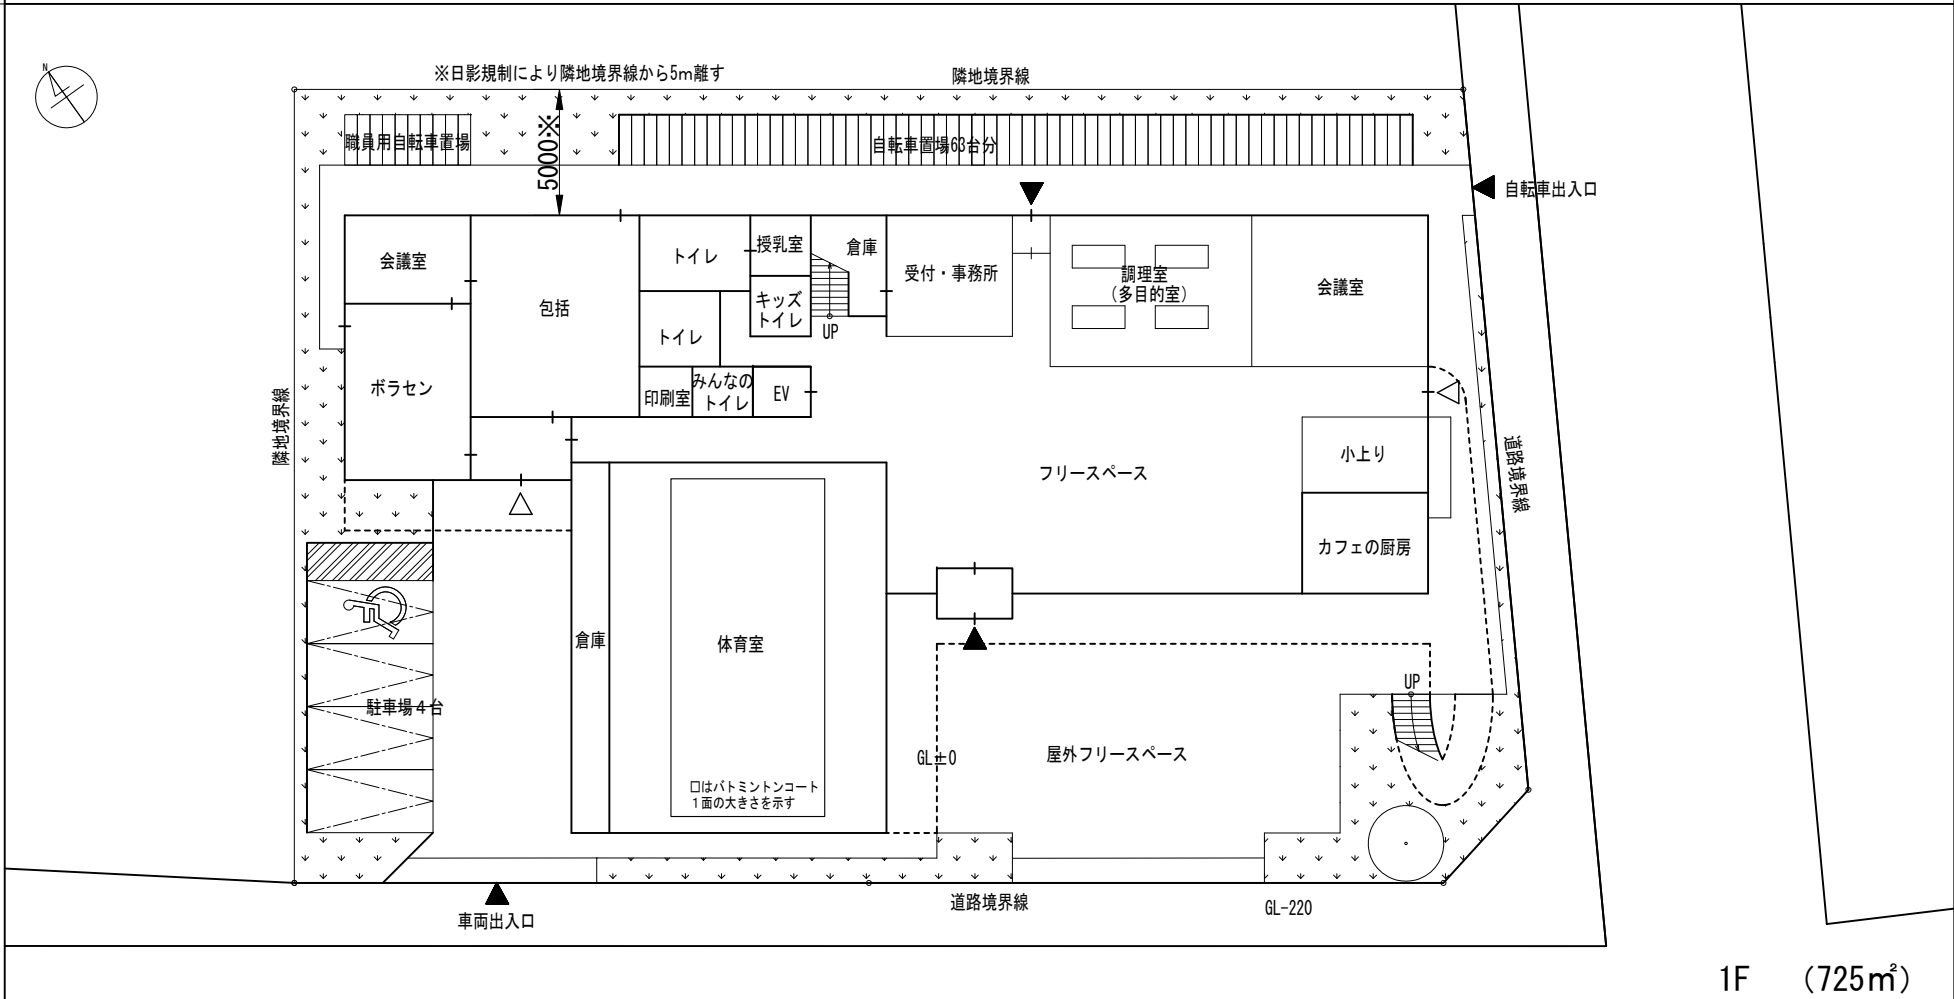 N
※日影規制により隣地境界線から5m離す
隣地境界線
職員用自転車置場
5000※
自転車置場63台分
自転車出入口
会議室
包括
トイレ
授乳室
倉庫
受付・事務所
調理室
(多目的室)
会議室
キッズ
トイレ
UP
トイレ
ボラセン
印刷室
みんなの
トイレ
EV
隣地境界線
フリースペース
小上り
道路境界線
カフェの厨房
倉庫
体育室
駐車場4台
UP
GL±0
屋外フリースペース
口はバトミントンコート
1面の大きさを示す
車両出入口
道路境界線
GL-220
1F (725㎡)